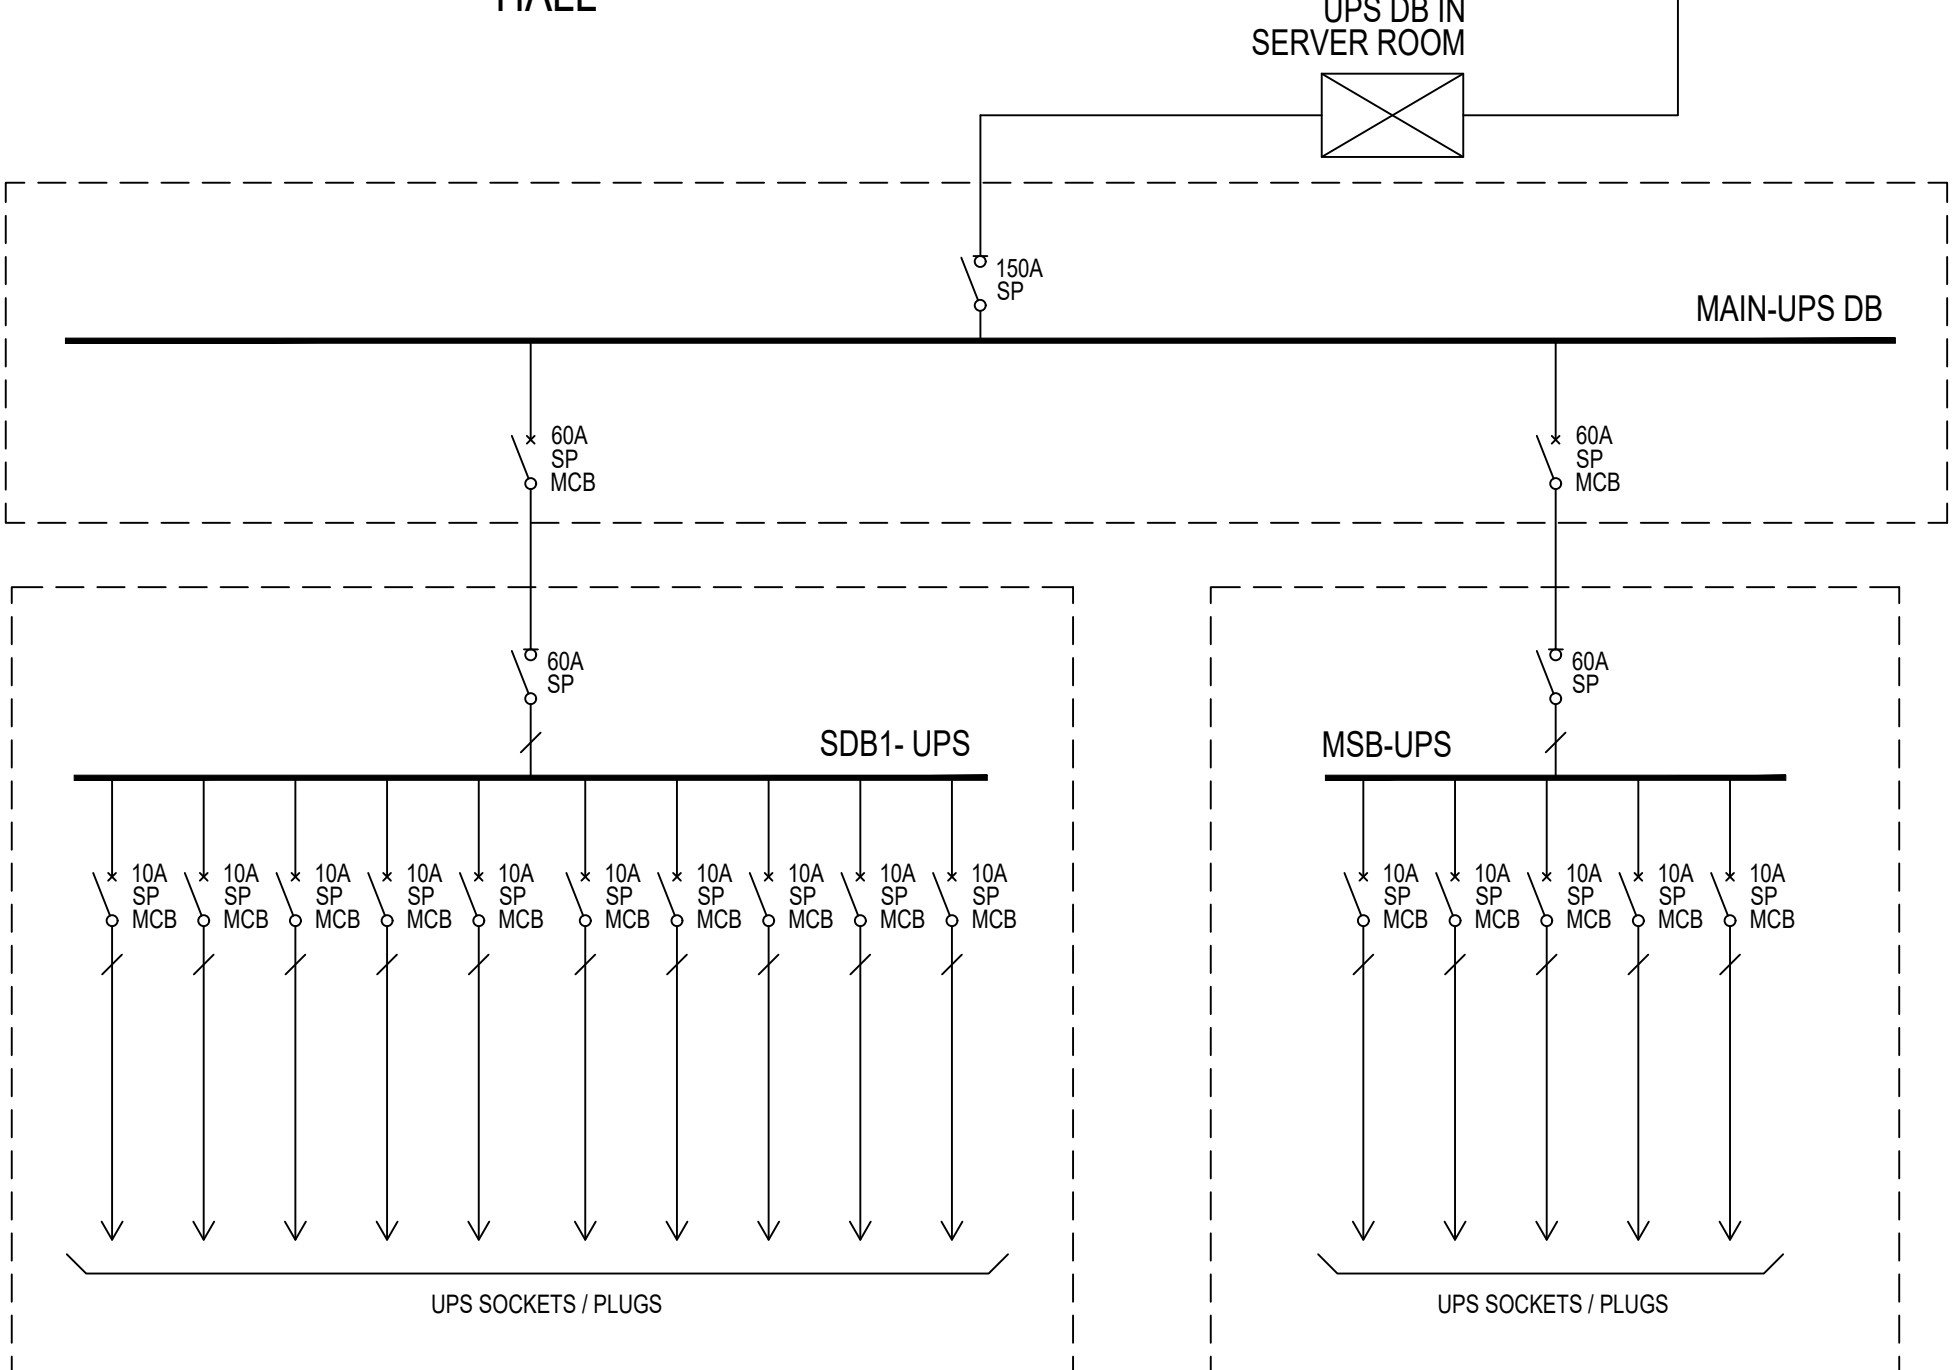 HALL
UPS DB IN
SERVER ROOM
150A
SP
MAIN-UPS DB
60A
SP
MCB
60A
SP
MCB
60A
SP
60A
SP
SDB1- UPS
MSB-UPS
10A
SP
MCB
10A
SP
MCB
10A
SP
MCB
10A
SP
MCB
10A
SP
MCB
10A
SP
MCB
10A
SP
MCB
10A
SP
MCB
10A
SP
MCB
10A
SP
MCB
10A
SP
MCB
10A
SP
MCB
10A
SP
MCB
10A
SP
MCB
10A
SP
MCB
UPS SOCKETS / PLUGS
UPS SOCKETS / PLUGS